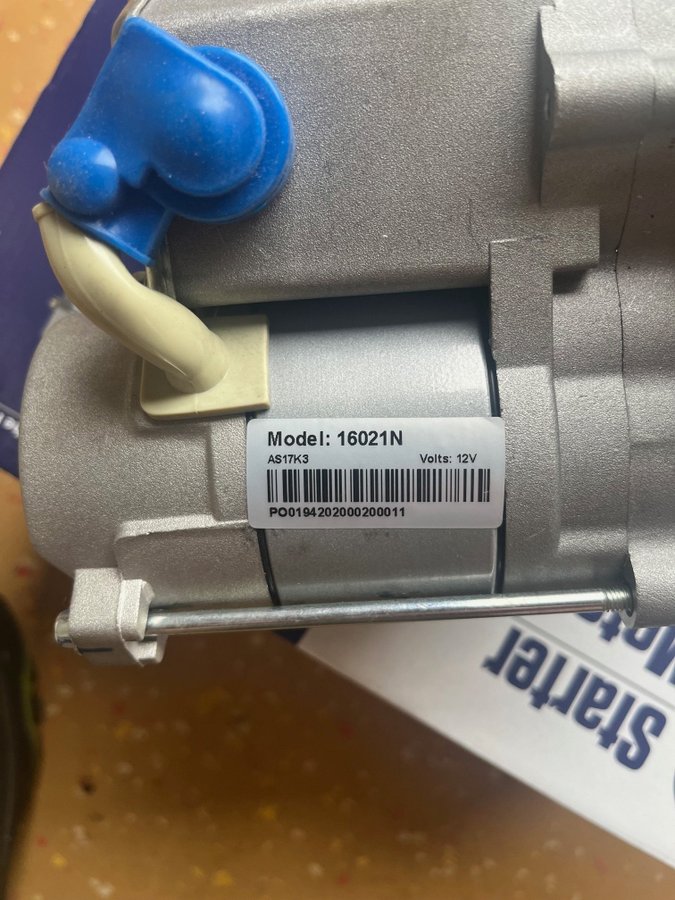 Model: 16021N
AS17K3 Volts: 12V
PO0194202000200011
Starter